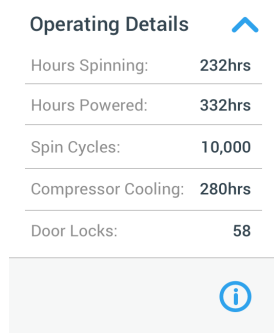 Operating Details
Hours Spinning: 232hrs
Hours Powered: 332hrs
Spin Cycles: 10,000
Compressor Cooling: 280hrs
Door Locks: 58